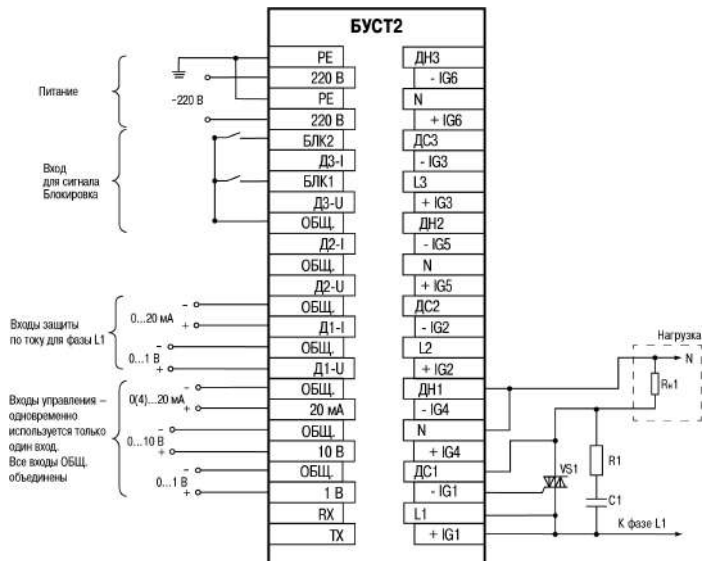 БУСТ2
PE
220 В
PE
220 В
БЛК2
Д3-I
БЛК1
Д3-U
ОБЩ.
Д2-I
ОБЩ.
Д2-U
ОБЩ.
Д1-I
ОБЩ.
Д1-U
ОБЩ.
20 мА
ОБЩ.
10 В
ОБЩ.
1 В
RX
TX
ДН3
- IG6
N
+ IG6
ДС3
- IG3
L3
+ IG3
ДН2
- IG5
N
+ IG5
ДС2
- IG2
L2
+ IG2
ДН1
- IG4
N
+ IG4
ДС1
- IG1
L1
+ IG1
Питание
~220 В
Вход
для сигнала
Блокировка
Входы защиты
по току для фазы L1
0...20 мА
−
+
0...1 В
−
+
Входы управления –
одновременно
используется только
один вход.
Все входы ОБЩ.
объединены
0(4)...20 мА
−
+
0...10 В
−
+
0...1 В
−
+
Нагрузка
N
Rн1
R1
VS1
C1
К фазе L1